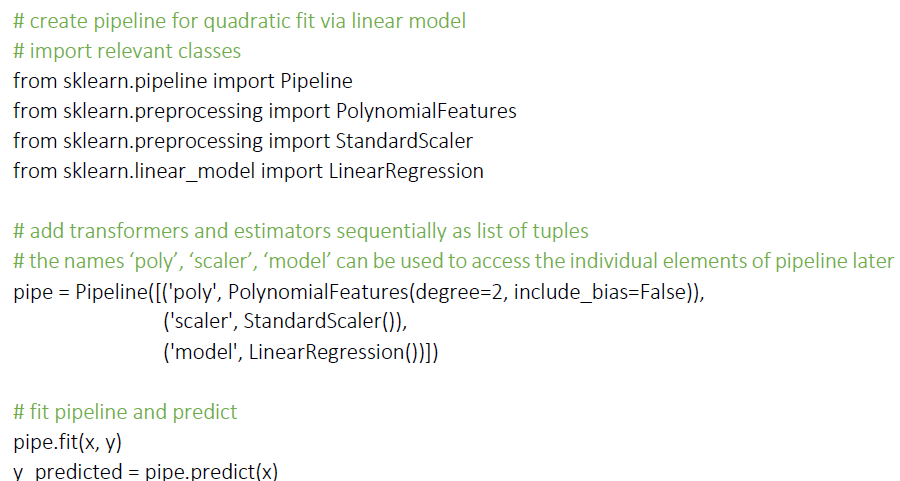 # create pipeline for quadratic fit via linear model
# import relevant classes
from sklearn.pipeline import Pipeline
from sklearn.preprocessing import PolynomialFeatures
from sklearn.preprocessing import StandardScaler
from sklearn.linear_model import LinearRegression
# add transformers and estimators sequentially as list of tuples
# the names ‘poly’, ‘scaler’, ‘model’ can be used to access the individual elements of pipeline later
pipe = Pipeline([('poly', PolynomialFeatures(degree=2, include_bias=False)),
('scaler', StandardScaler()),
('model', LinearRegression())])
# fit pipeline and predict
pipe.fit(x, y)
y_predicted = pipe.predict(x)